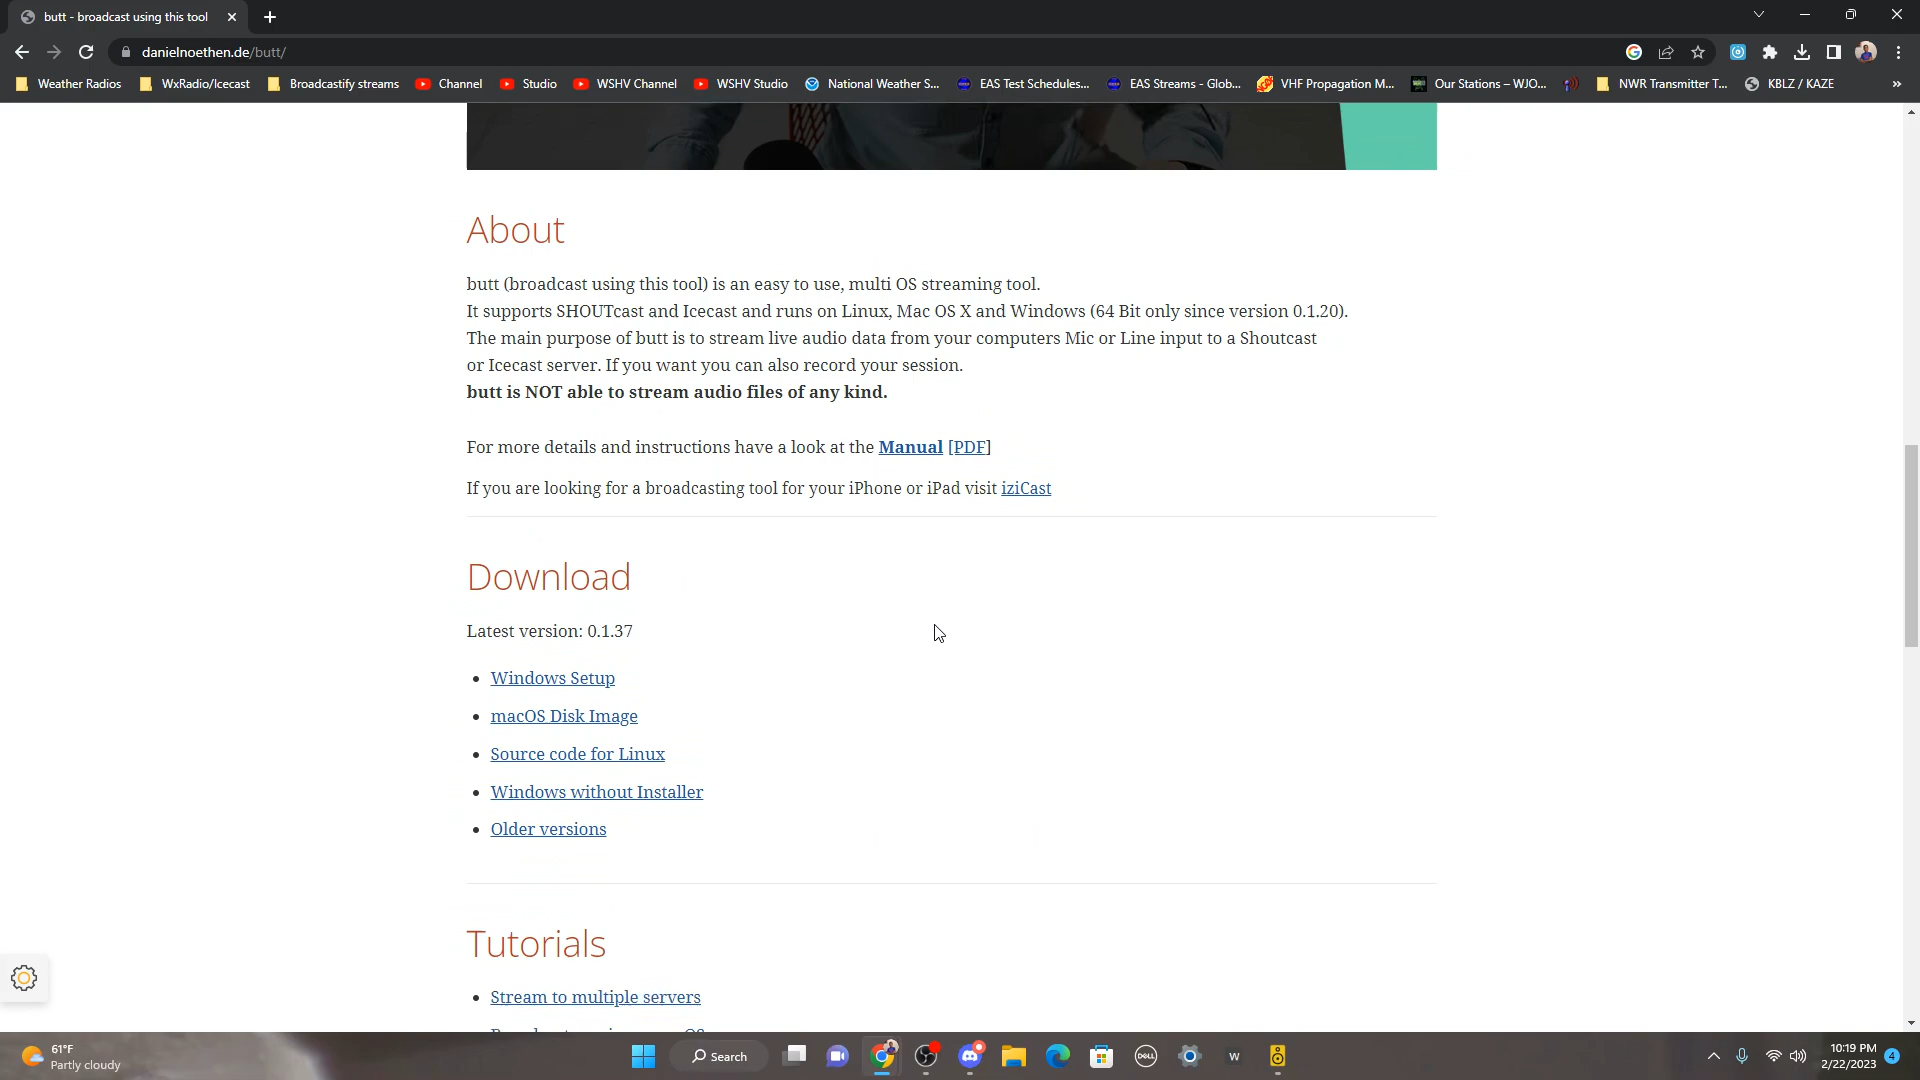 butt - broadcast using this tool
danielnoethen.de/butt/
Weather Radios
WxRadio/Icecast
Broadcastify streams
Channel
Studio
WSHV Channel
WSHV Studio
National Weather S...
EAS Test Schedules...
EAS Streams - Glob...
VHF Propagation M...
Our Stations – WJO...
NWR Transmitter T...
KBLZ / KAZE
»
About
butt (broadcast using this tool) is an easy to use, multi OS streaming tool.
It supports SHOUTcast and Icecast and runs on Linux, Mac OS X and Windows (64 Bit only since version 0.1.20).
The main purpose of butt is to stream live audio data from your computers Mic or Line input to a Shoutcast
or Icecast server. If you want you can also record your session.
butt is NOT able to stream audio files of any kind.
For more details and instructions have a look at the Manual [PDF]
If you are looking for a broadcasting tool for your iPhone or iPad visit iziCast
Download
Latest version: 0.1.37
Windows Setup
macOS Disk Image
Source code for Linux
Windows without Installer
Older versions
Tutorials
Stream to multiple servers
61°F
Partly cloudy
Search
DELL
W
10:19 PM
2/22/2023
4